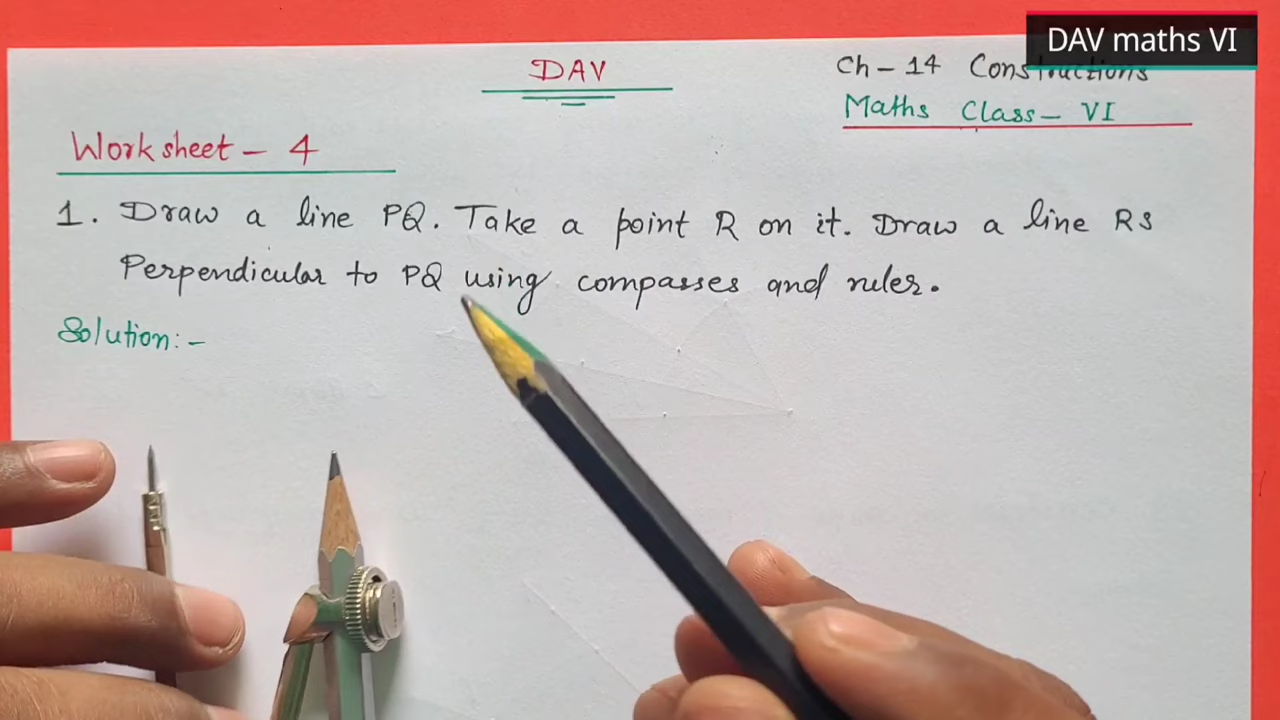 DAV maths VI
DAV
Ch - 14 Constructions
Maths Class - VI
Worksheet - 4
1. Draw a line PQ. Take a point R on it. Draw a line RS
Perpendicular to PQ using compasses and ruler.
Solution:-